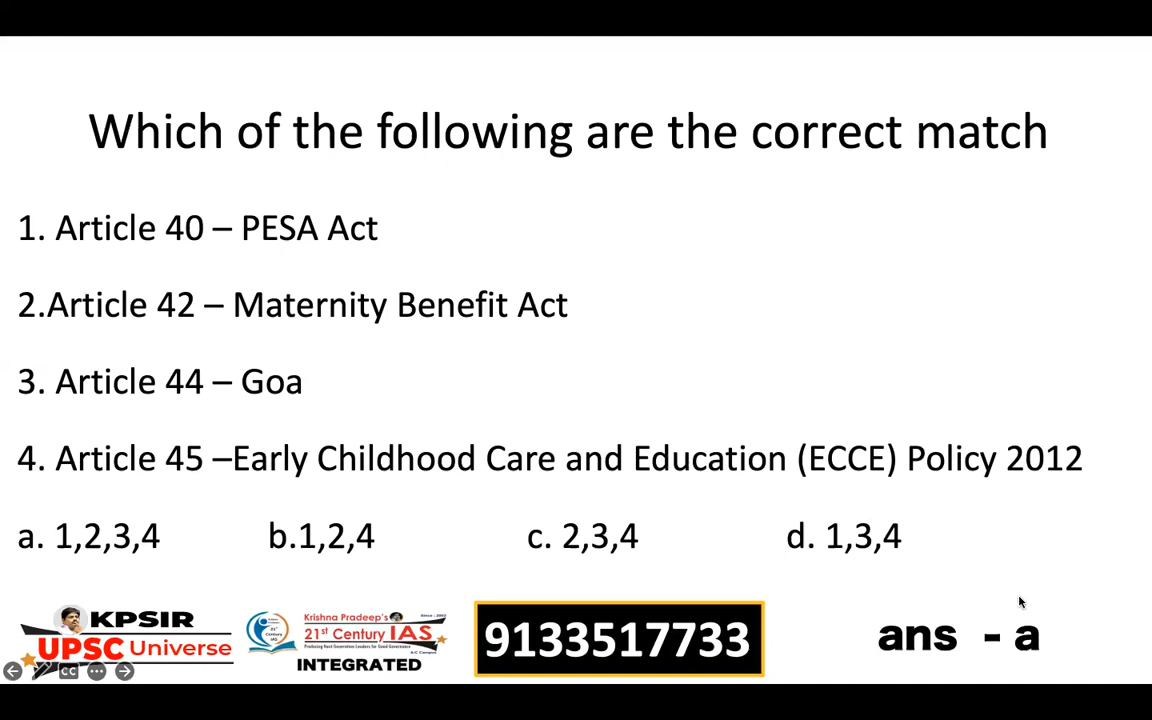 Which of the following are the correct match
1. Article 40 – PESA Act
2.Article 42 – Maternity Benefit Act
3. Article 44 – Goa
4. Article 45 –Early Childhood Care and Education (ECCE) Policy 2012
a. 1,2,3,4 b.1,2,4 c. 2,3,4 d. 1,3,4
KPSIR
UPSC Universe
Krishna Pradeep's
21st Century IAS
INTEGRATED
9133517733
ans - a
CC